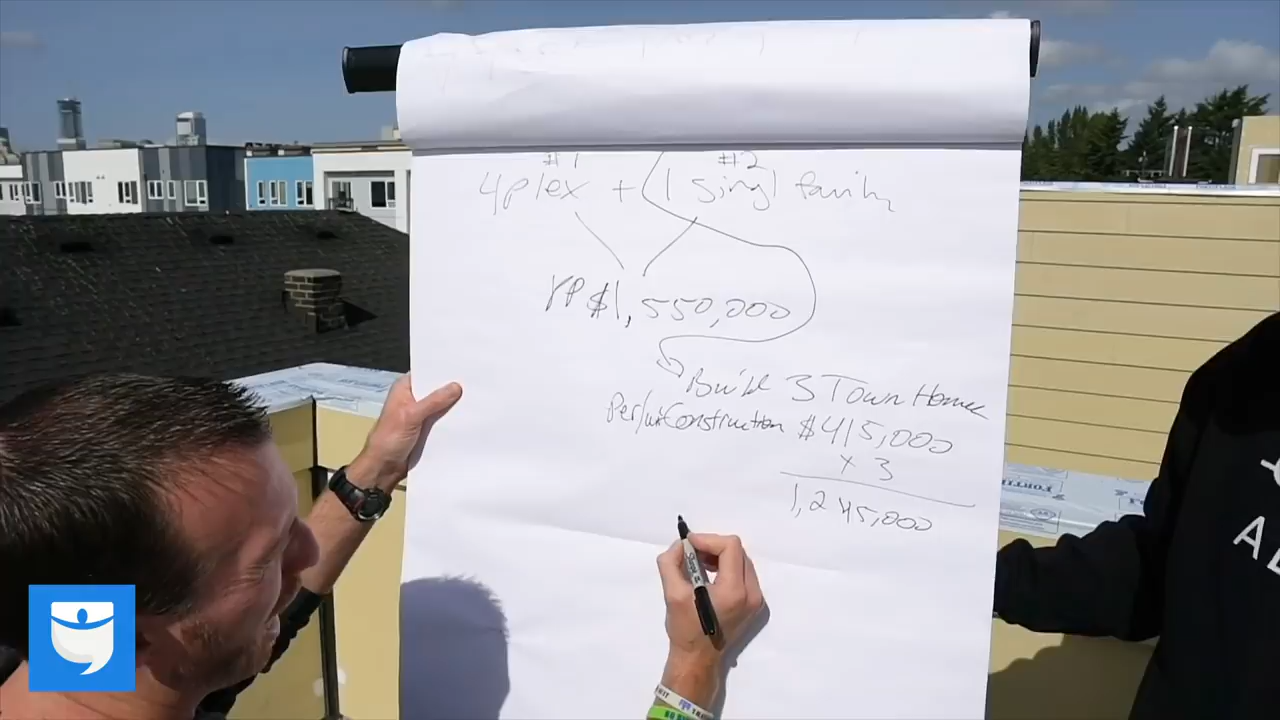 #1 #2
4plex + 1 singl family
PP $1,550,000
Build 3 Town Homes
Per/unit Construction $415,000
x 3
1,245,000
Sharpie